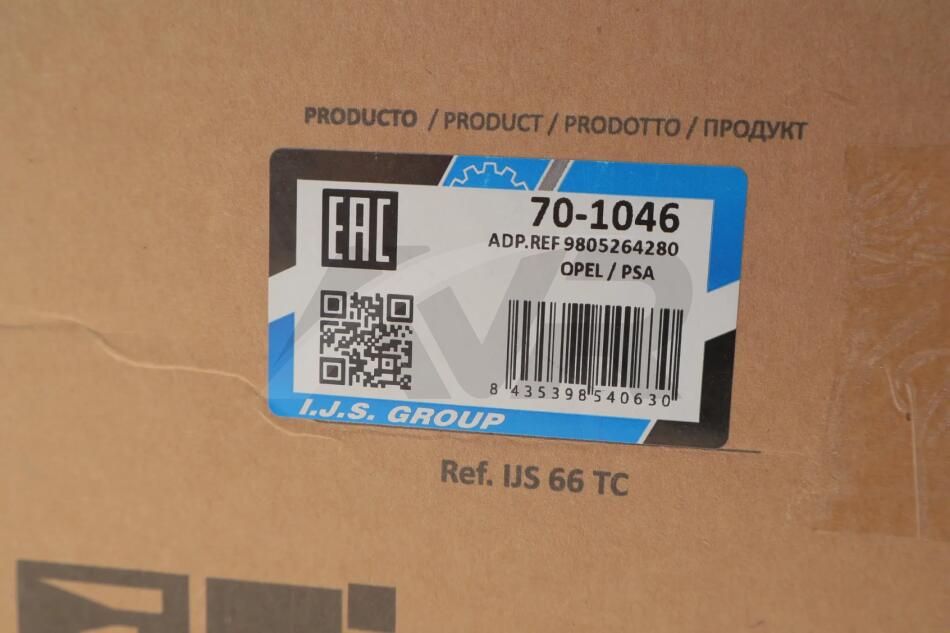 PRODUCTO / PRODUCT / PRODOTTO / ПРОДУКТ
EAC
70-1046
ADP.REF 9805264280
OPEL / PSA
8 435398 540630
I.J.S. GROUP
Ref. IJS 66 TC